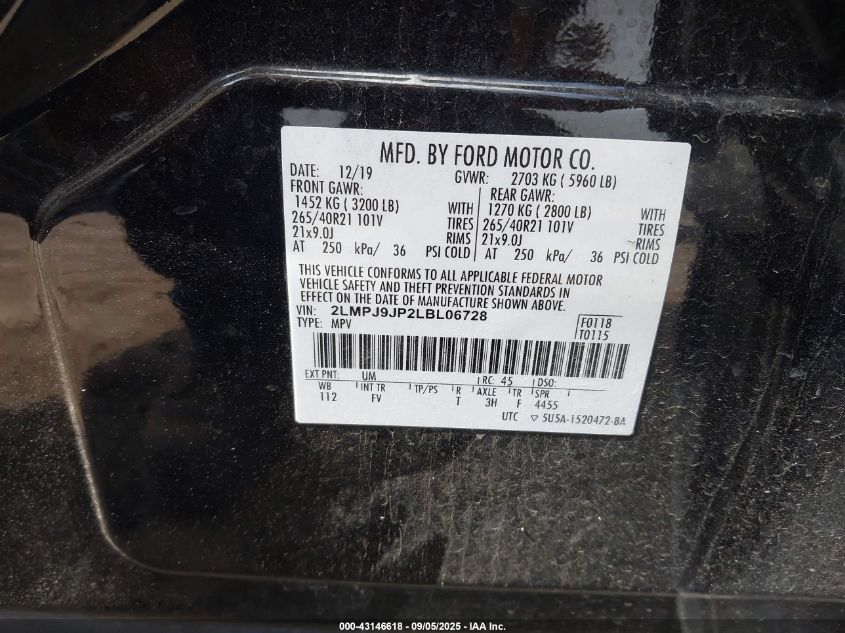 MFD. BY FORD MOTOR CO.
DATE: 12/19 GVWR: 2703 KG ( 5960 LB)
FRONT GAWR: REAR GAWR:
1452 KG ( 3200 LB) WITH 1270 KG ( 2800 LB) WITH
265/40R21 101V TIRES 265/40R21 101V TIRES
21x9.0J RIMS 21x9.0J RIMS
AT 250 kPa/ 36 PSI COLD AT 250 kPa/ 36 PSI COLD
THIS VEHICLE CONFORMS TO ALL APPLICABLE FEDERAL MOTOR
VEHICLE SAFETY AND THEFT PREVENTION STANDARDS IN
EFFECT ON THE DATE OF MANUFACTURE SHOWN ABOVE.
VIN: 2LMPJ9JP2LBL06728 F0118
TYPE: MPV T0115
EXT PNT: UM RC: 45 DSO:
WB INT TR TP/PS R AXLE TR SPR
112 FV T 3H F 4455
UTC ▽ 5U5A-1520472-BA
000-43146618 - 09/05/2025 - IAA Inc.